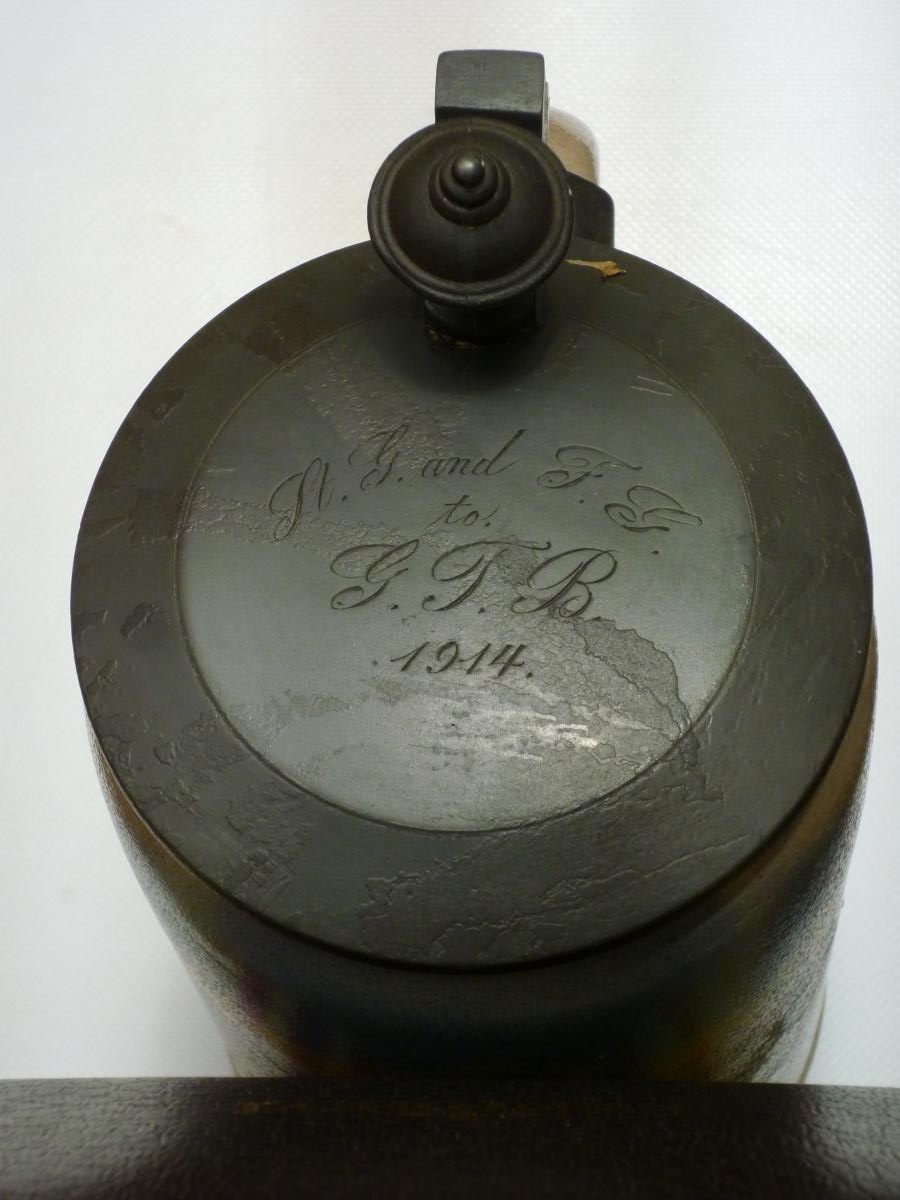 St. G. and F. G.
to.
G. T. B.
1914.